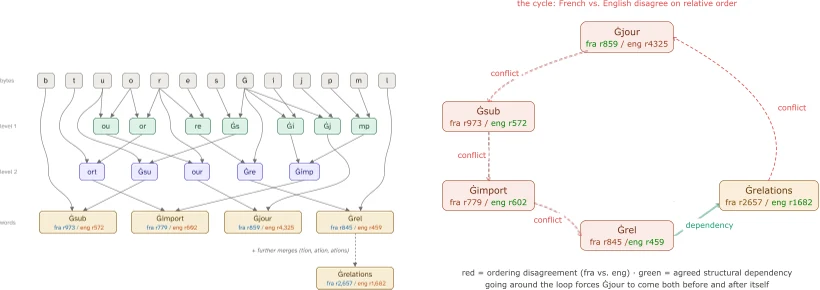 the cycle: French vs. English disagree on relative order
bytes
b t u o r e s Ġ i j p m l
level 1
ou or re Ġs Ġi Ġj mp
level 2
ort Ġsu our Ġre Ġimp
words
Ġsub
fra r973 / eng r572
Ġimport
fra r779 / eng r602
Ġjour
fra r859 / eng r4,325
Ġrel
fra r845 / eng r459
+ further merges (tion, ation, ations)
Ġrelations
fra r2,657 / eng r1,682
Ġjour
fra r859 / eng r4325
conflict
Ġsub
fra r973 / eng r572
conflict
conflict
Ġimport
fra r779 / eng r602
Ġrelations
fra r2657 / eng r1682
conflict
Ġrel
fra r845 /eng r459
dependency
red = ordering disagreement (fra vs. eng) · green = agreed structural dependency
going around the loop forces Ġjour to come both before and after itself